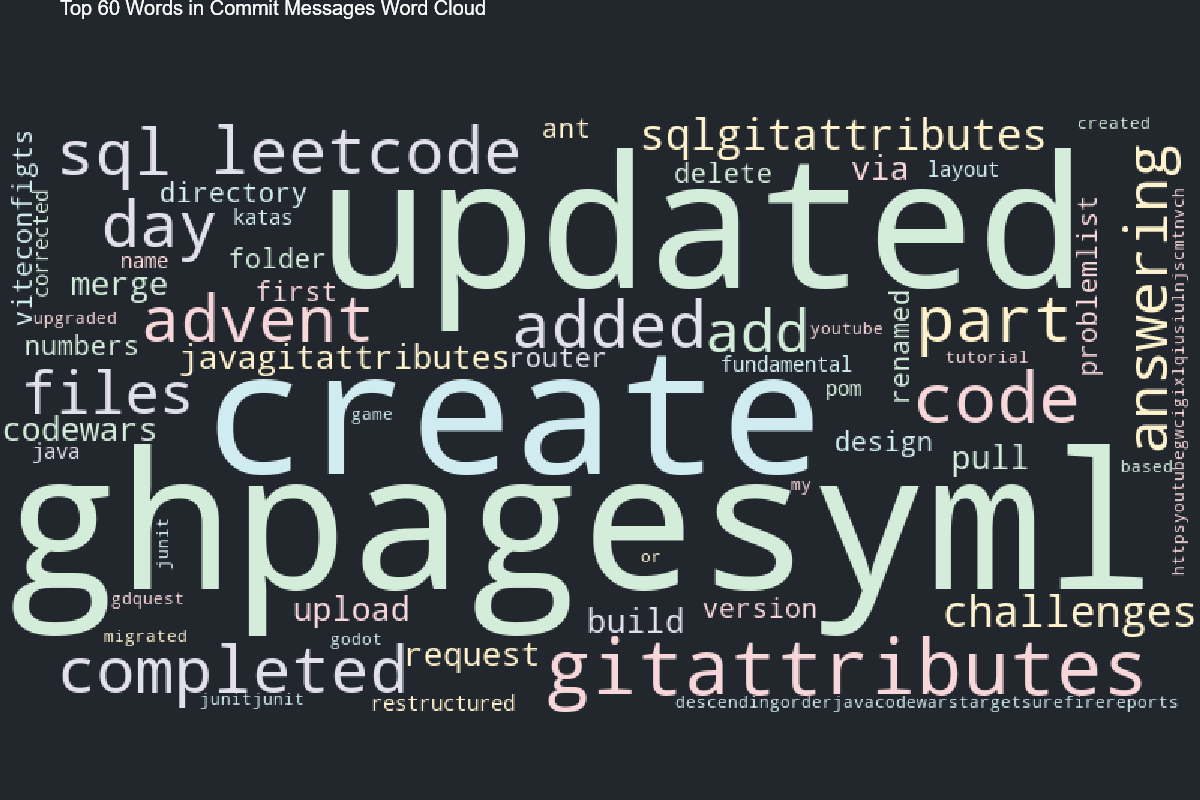 Top 60 Words in Commit Messages Word Cloud
ant
sqlgitattributes
created
sql
leetcode
viteconfigts
delete
via
layout
answering
updated
directory
corrected
day
katas
problemlist
name
folder
merge
first
upgraded
advent
added
add
youtube
renamed
part
numbers
javagitattributes
router
fundamental
tutorial
files
create
game
pom
code
codewars
java
design
pull
based
ghpagesyml
my
junit
or
gdquest
upload
build
version
challenges
migrated
godot
completed
request
gitattributes
junitjunit
restructured
descendingorderjavacodewarstargetsurefirereports